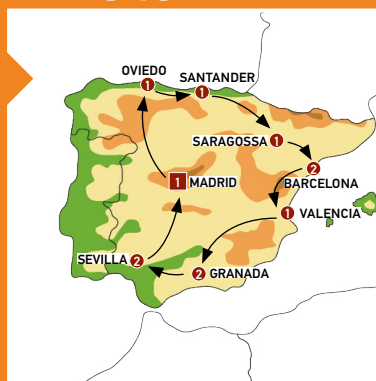 OVIEDO
1
SANTANDER
1
SARAGOSSA 1
2
BARCELONA
1 MADRID
1 VALENCIA
SEVILLA 2
2 GRANADA